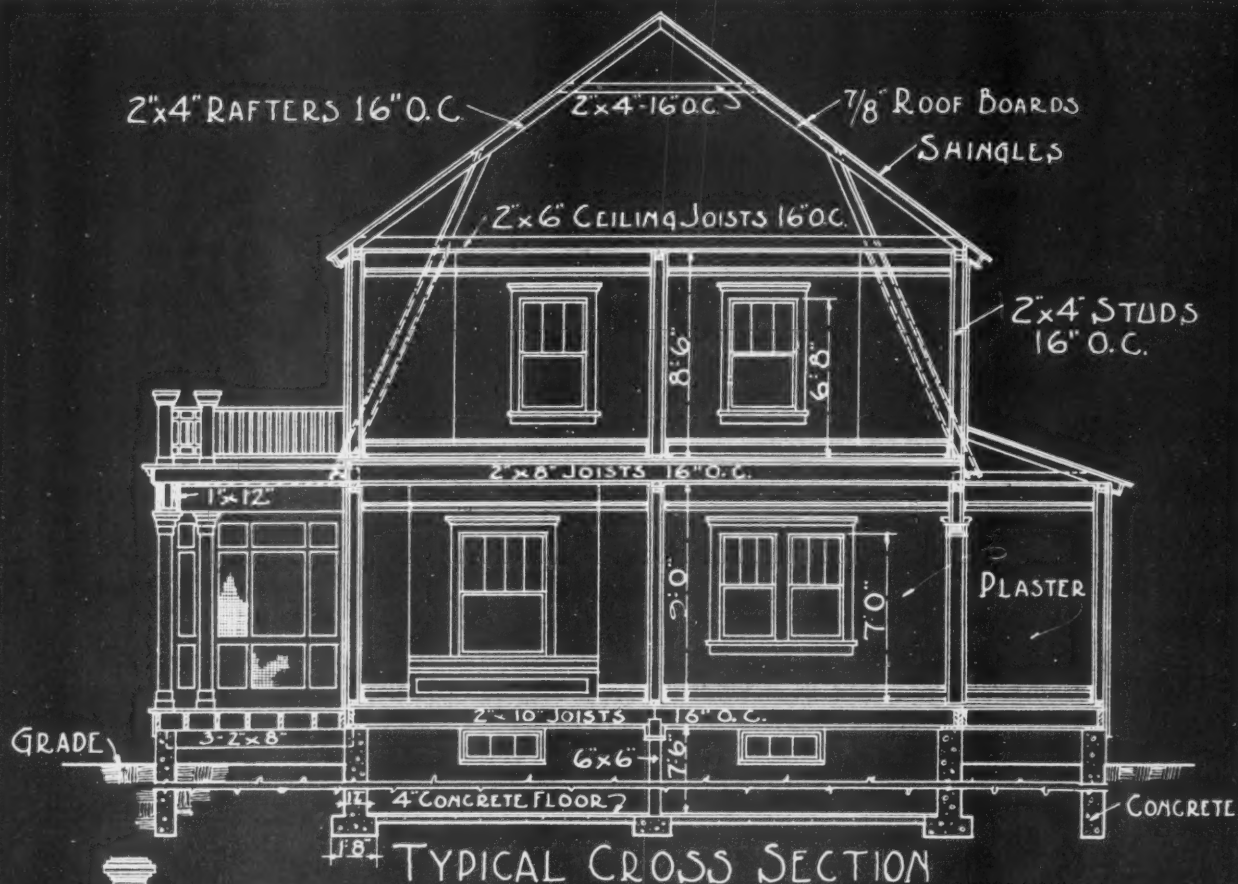 2"x4" RAFTERS 16" O.C.
2"x4"-16"O.C.
7/8" ROOF BOARDS
SHINGLES
2"x6" CEILING JOISTS 16"O.C.
2"x4" STUDS
16" O.C.
8'6"
6'8"
2"x8" JOISTS 16"O.C.
1"x12"
9'0"
7'0"
PLASTER
2"x10" JOISTS 16" O.C.
GRADE
3-2"x8"
6"x6"
7'6"
12"
4" CONCRETE FLOOR
CONCRETE
1'8"
TYPICAL CROSS SECTION